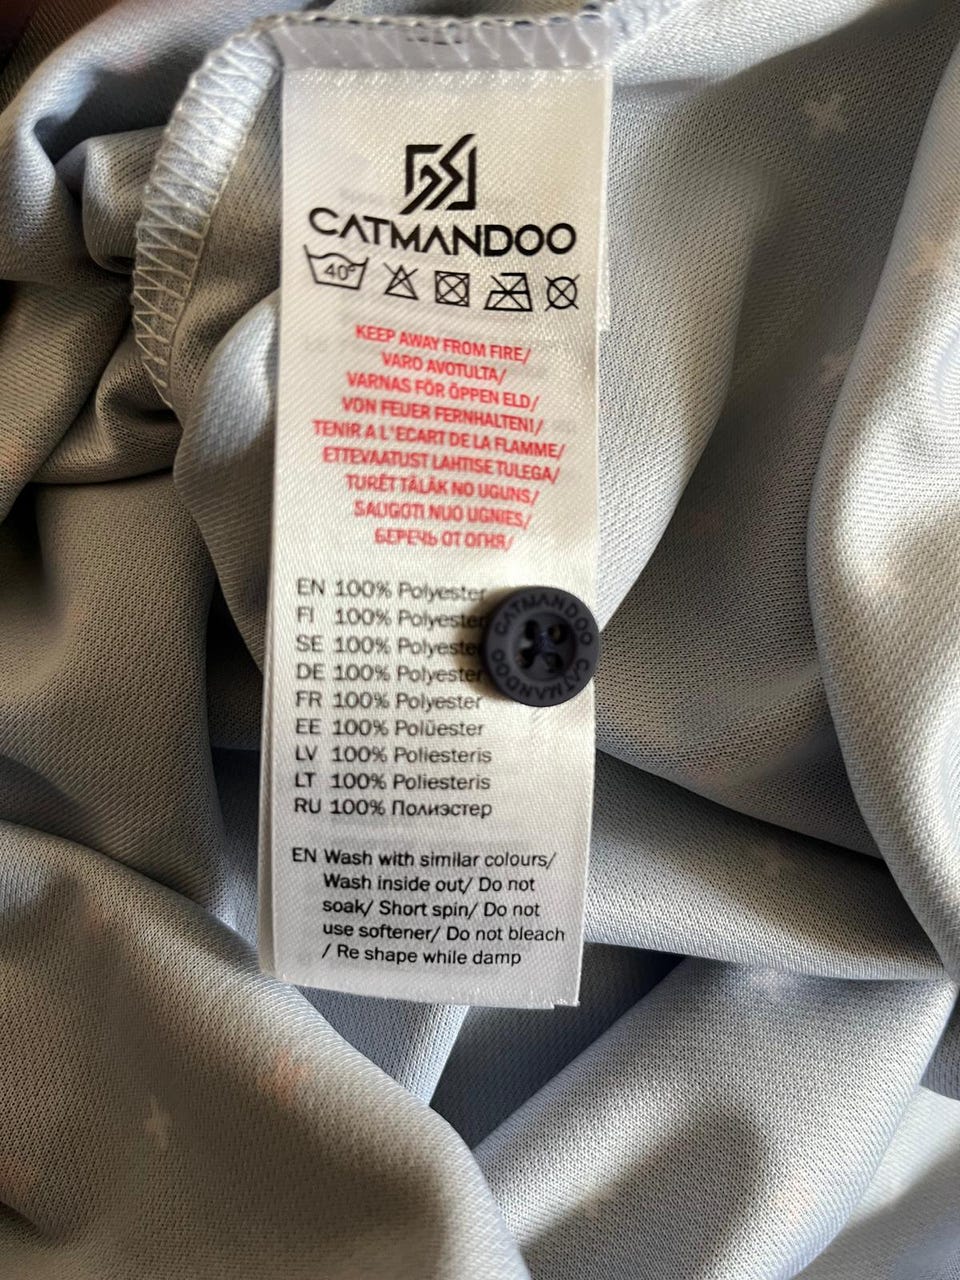 CATMANDOO
40°
KEEP AWAY FROM FIRE/
VARO AVOTULTA/
VARNAS FÖR ÖPPEN ELD/
VON FEUER FERNHALTEN!/
TENIR A L'ECART DE LA FLAMME/
ETTEVAATUST LAHTISE TULEGA/
TURĒT TĀLĀK NO UGUNS/
SAUGOTI NUO UGNIES/
БЕРЕЧЬ ОТ ОГНЯ/
EN 100% Polyester
FI 100% Polyester
SE 100% Polyester
DE 100% Polyester
FR 100% Polyester
EE 100% Polüester
LV 100% Poliesteris
LT 100% Poliesteris
RU 100% Полиэстер
CATMANDOO CATMANDOO
EN Wash with similar colours/
Wash inside out/ Do not
soak/ Short spin/ Do not
use softener/ Do not bleach
/ Re shape while damp